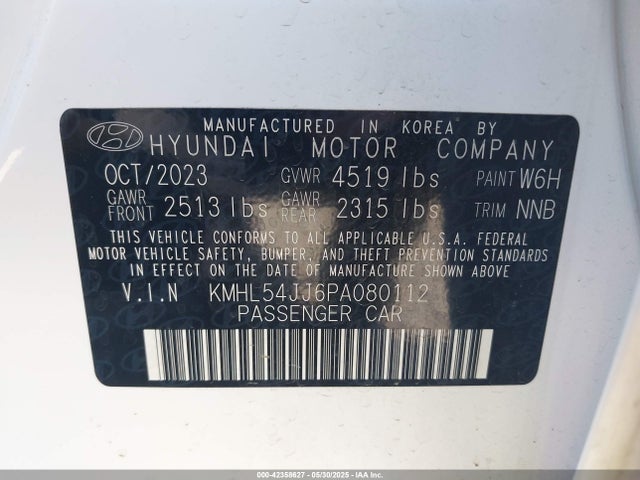 MANUFACTURED IN KOREA BY
HYUNDAI MOTOR COMPANY
OCT/2023 GVWR 4519 lbs PAINT W6H
GAWR FRONT 2513 lbs GAWR REAR 2315 lbs TRIM NNB
THIS VEHICLE CONFORMS TO ALL APPLICABLE U.S.A. FEDERAL
MOTOR VEHICLE SAFETY, BUMPER, AND THEFT PREVENTION STANDARDS
IN EFFECT ON THE DATE OF MANUFACTURE SHOWN ABOVE.
V.I.N KMHL54JJ6PA080112
PASSENGER CAR
000-42358627 - 05/30/2025 - IAA Inc.